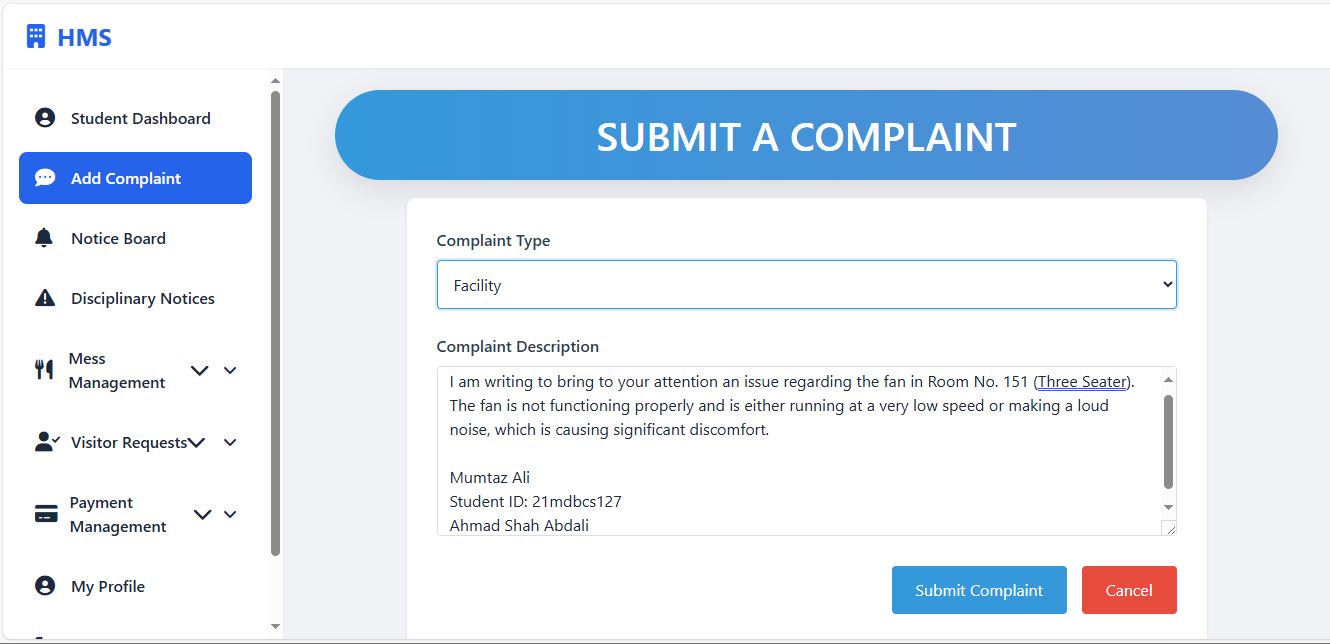 HMS
Student Dashboard
Add Complaint
Notice Board
Disciplinary Notices
Mess
Management
Visitor Requests
Payment
Management
My Profile
SUBMIT A COMPLAINT
Complaint Type
Facility
Complaint Description
I am writing to bring to your attention an issue regarding the fan in Room No. 151 (Three Seater).
The fan is not functioning properly and is either running at a very low speed or making a loud
noise, which is causing significant discomfort.
Mumtaz Ali
Student ID: 21mdbcs127
Ahmad Shah Abdali
Submit Complaint
Cancel